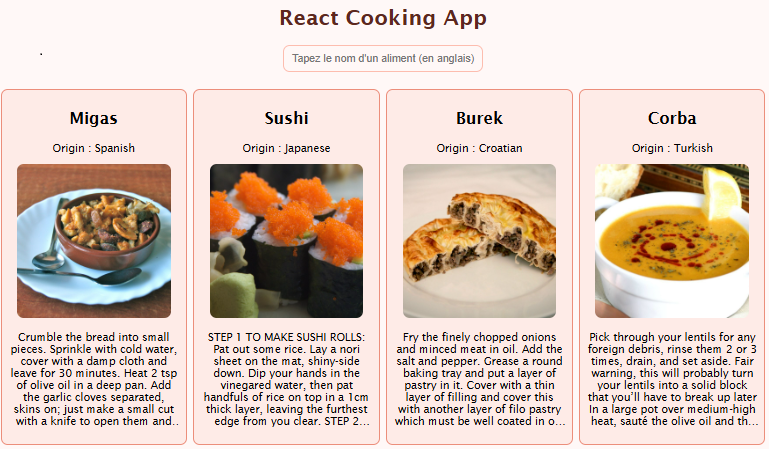 React Cooking App
Tapez le nom d'un aliment (en anglais)
Migas
Origin : Spanish
Crumble the bread into small
pieces. Sprinkle with cold water,
cover with a damp cloth and
leave for 30 minutes. Heat 2 tsp
of olive oil in a deep pan. Add
the garlic cloves separated,
skins on; just make a small cut
with a knife to open them and..
Sushi
Origin : Japanese
STEP 1 TO MAKE SUSHI ROLLS:
Pat out some rice. Lay a nori
sheet on the mat, shiny-side
down. Dip your hands in the
vinegared water, then pat
handfuls of rice on top in a 1cm
thick layer, leaving the furthest
edge from you clear. STEP 2...
Burek
Origin : Croatian
Fry the finely chopped onions
and minced meat in oil. Add the
salt and pepper. Grease a round
baking tray and put a layer of
pastry in it. Cover with a thin
layer of filling and cover this
with another layer of filo pastry
which must be well coated in o...
Corba
Origin : Turkish
Pick through your lentils for any
foreign debris, rinse them 2 or 3
times, drain, and set aside. Fair
warning, this will probably turn
your lentils into a solid block
that you’ll have to break up later
In a large pot over medium-high
heat, sauté the olive oil and th...